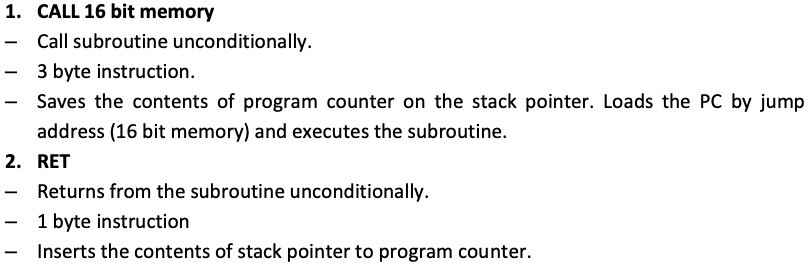 1. CALL 16 bit memory
– Call subroutine unconditionally.
– 3 byte instruction.
– Saves the contents of program counter on the stack pointer. Loads the PC by jump
address (16 bit memory) and executes the subroutine.
2. RET
– Returns from the subroutine unconditionally.
– 1 byte instruction
– Inserts the contents of stack pointer to program counter.